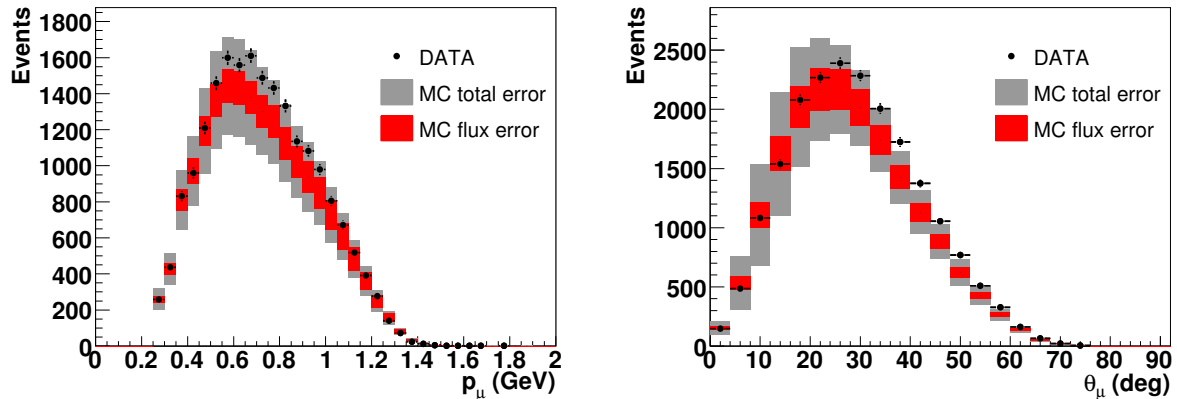 Events
1800
1600
1400
1200
1000
800
600
400
200
0
DATA
MC total error
MC flux error
0 0.2 0.4 0.6 0.8 1 1.2 1.4 1.6 1.8 2
p_μ (GeV)
Events
2500
2000
1500
1000
500
0
DATA
MC total error
MC flux error
0 10 20 30 40 50 60 70 80 90
θ_μ (deg)